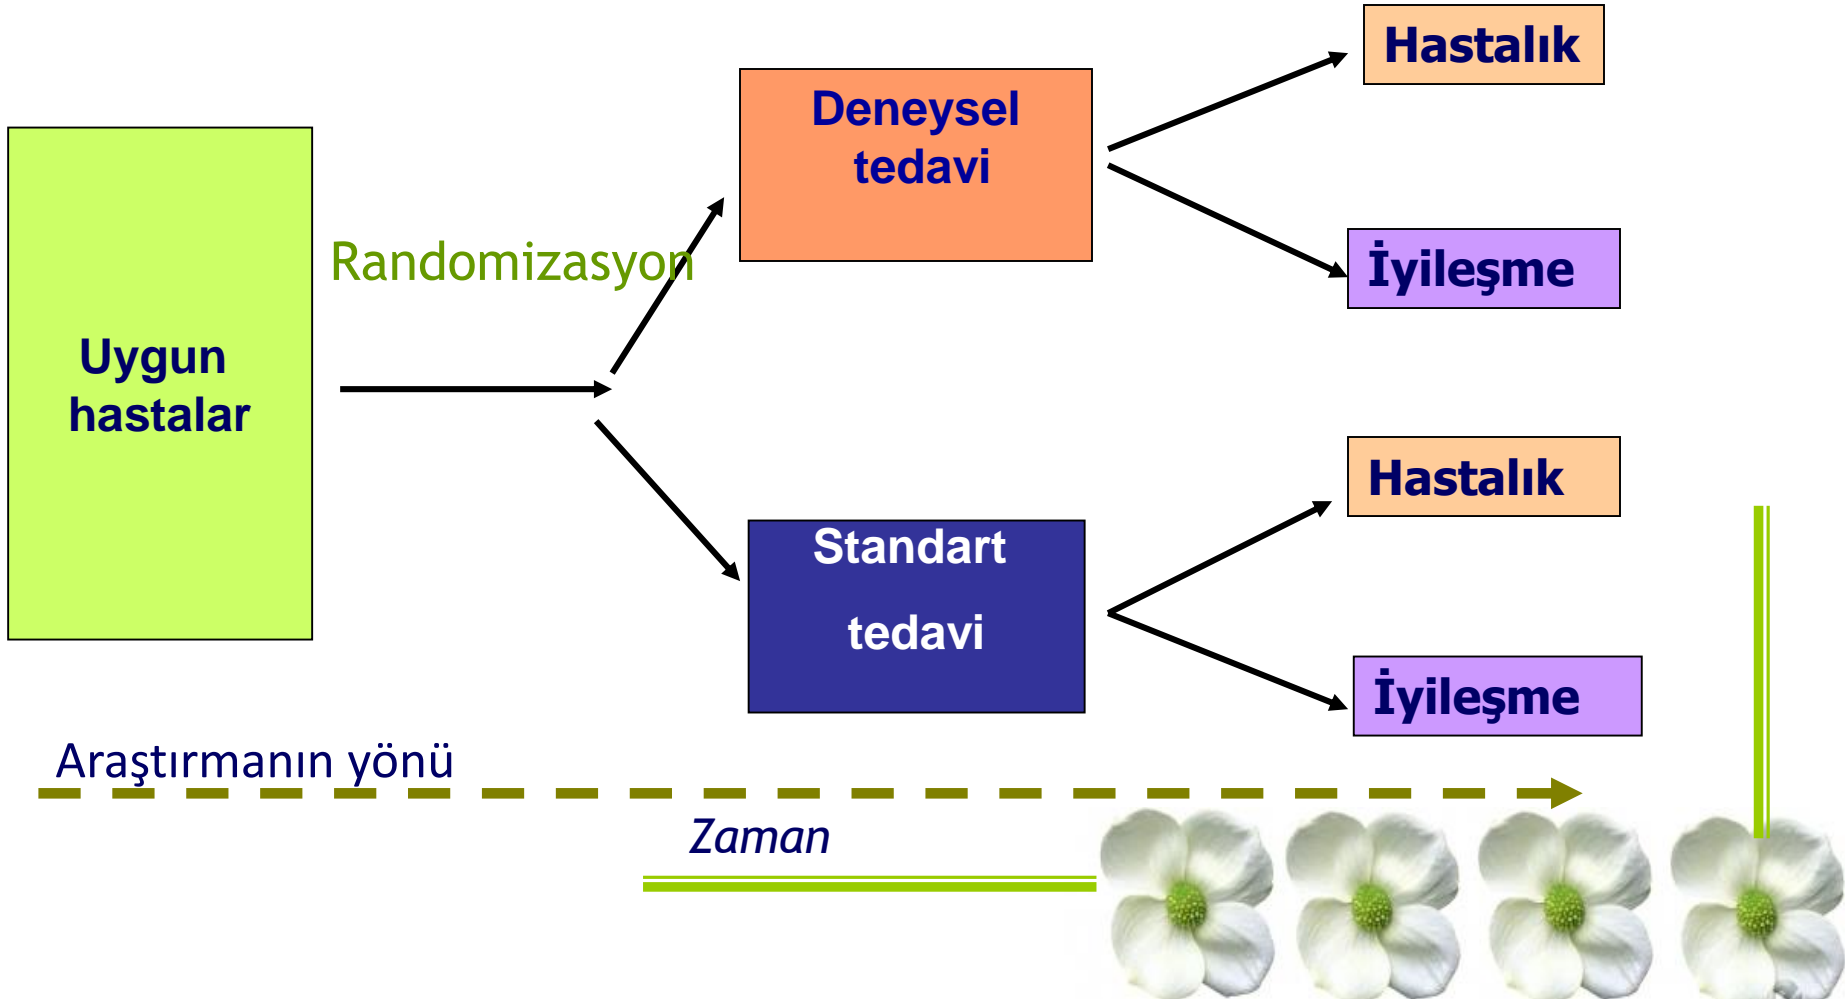 Hastalık
Deneysel
tedavi
Randomizasyon
İyileşme
Uygun
hastalar
Hastalık
Standart
tedavi
İyileşme
Araştırmanın yönü
Zaman